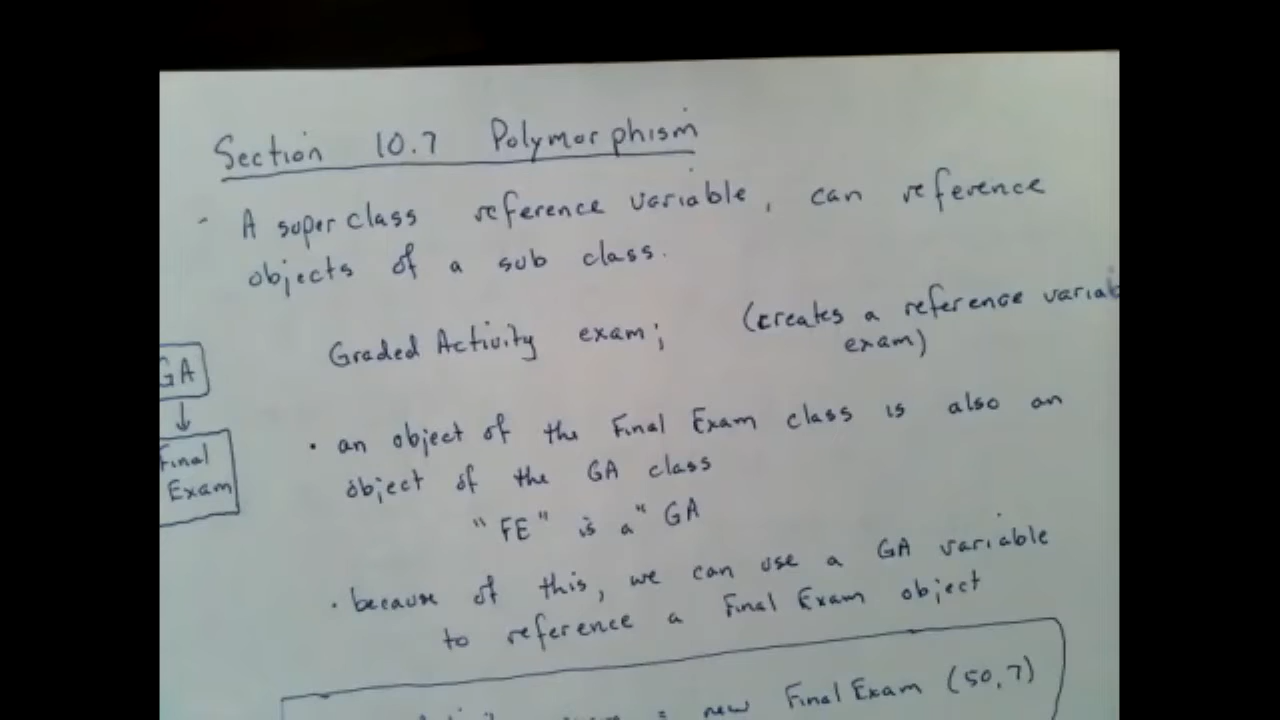 Section 10.7 Polymorphism
- A superclass reference variable, can reference
objects of a sub class.
Graded Activity exam; (creates a reference variab
exam)
GA
Final
Exam
• an object of the Final Exam class is also an
object of the GA class
"FE" is a" GA
• because of this, we can use a GA variable
to reference a Final Exam object
= new Final Exam (50,7)